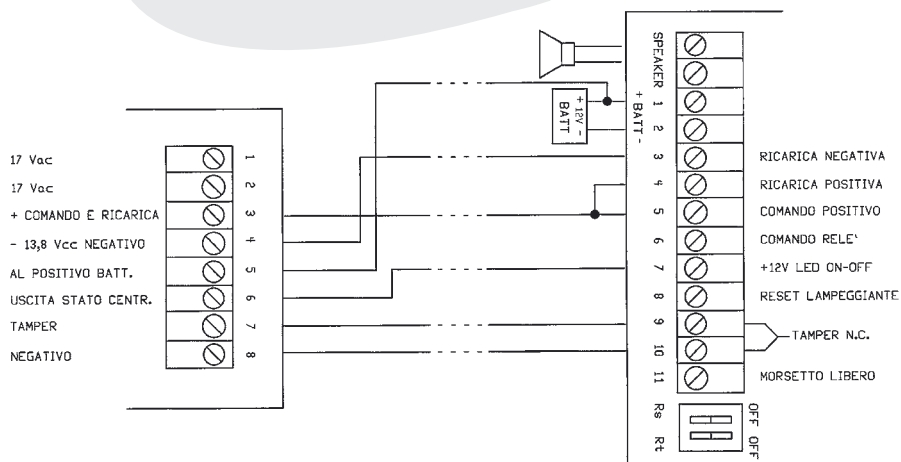 17 Vac
17 Vac
+ COMANDO E RICARICA
- 13,8 Vcc NEGATIVO
AL POSITIVO BATT.
USCITA STATO CENTR.
TAMPER
NEGATIVO
1
2
3
4
5
6
7
8
+ 12V -
BATT
SPEAKER
+ BATT -
1
2
3
4
5
6
7
8
9
10
11
Rs
Rt
RICARICA NEGATIVA
RICARICA POSITIVA
COMANDO POSITIVO
COMANDO RELE'
+12V LED ON-OFF
RESET LAMPEGGIANTE
TAMPER N.C.
MORSETTO LIBERO
OFF
OFF